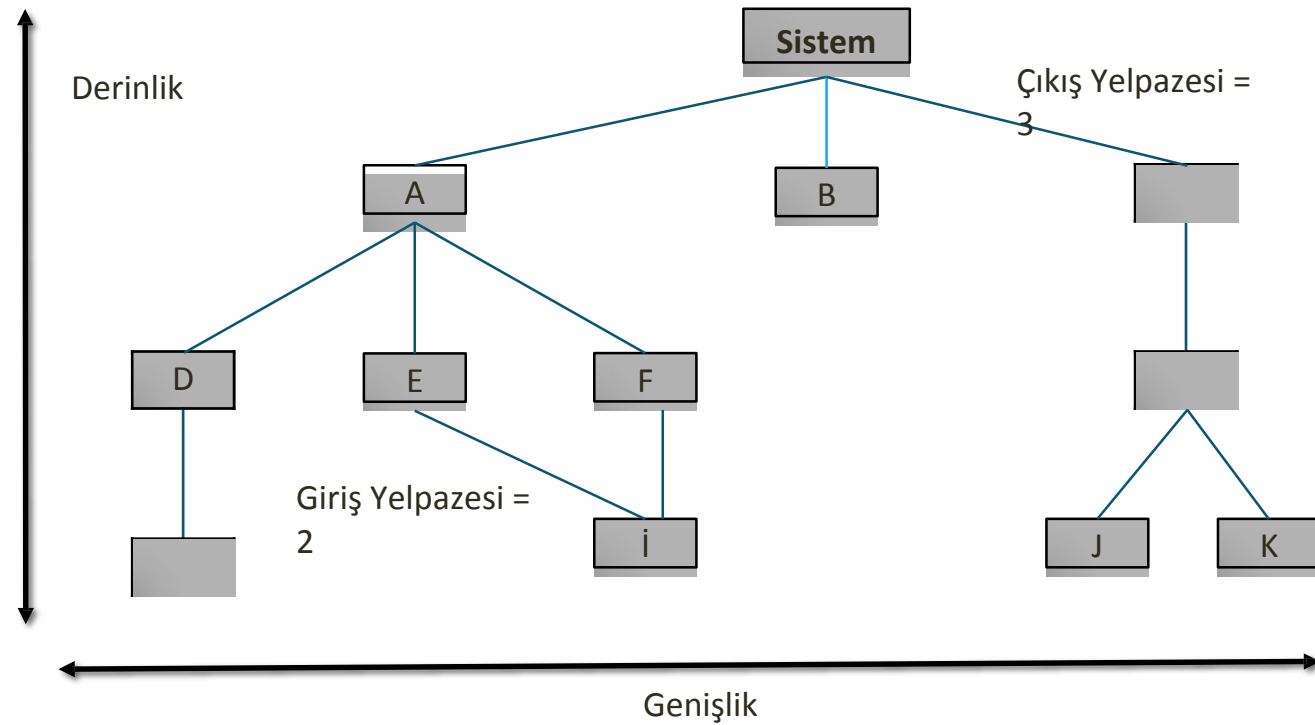 Sistem
Derinlik
Çıkış Yelpazesi =
3
A
B
D
E
F
Giriş Yelpazesi =
2
İ
J
K
Genişlik